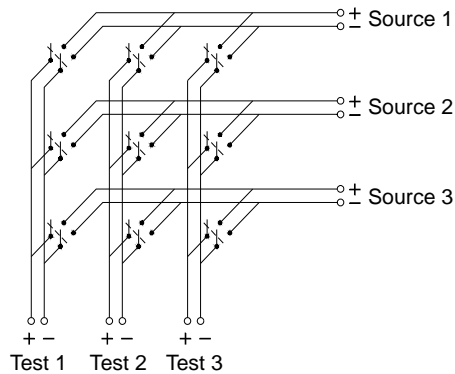 +
− Source 1
+
− Source 2
+
− Source 3
+ − + − + −
Test 1 Test 2 Test 3